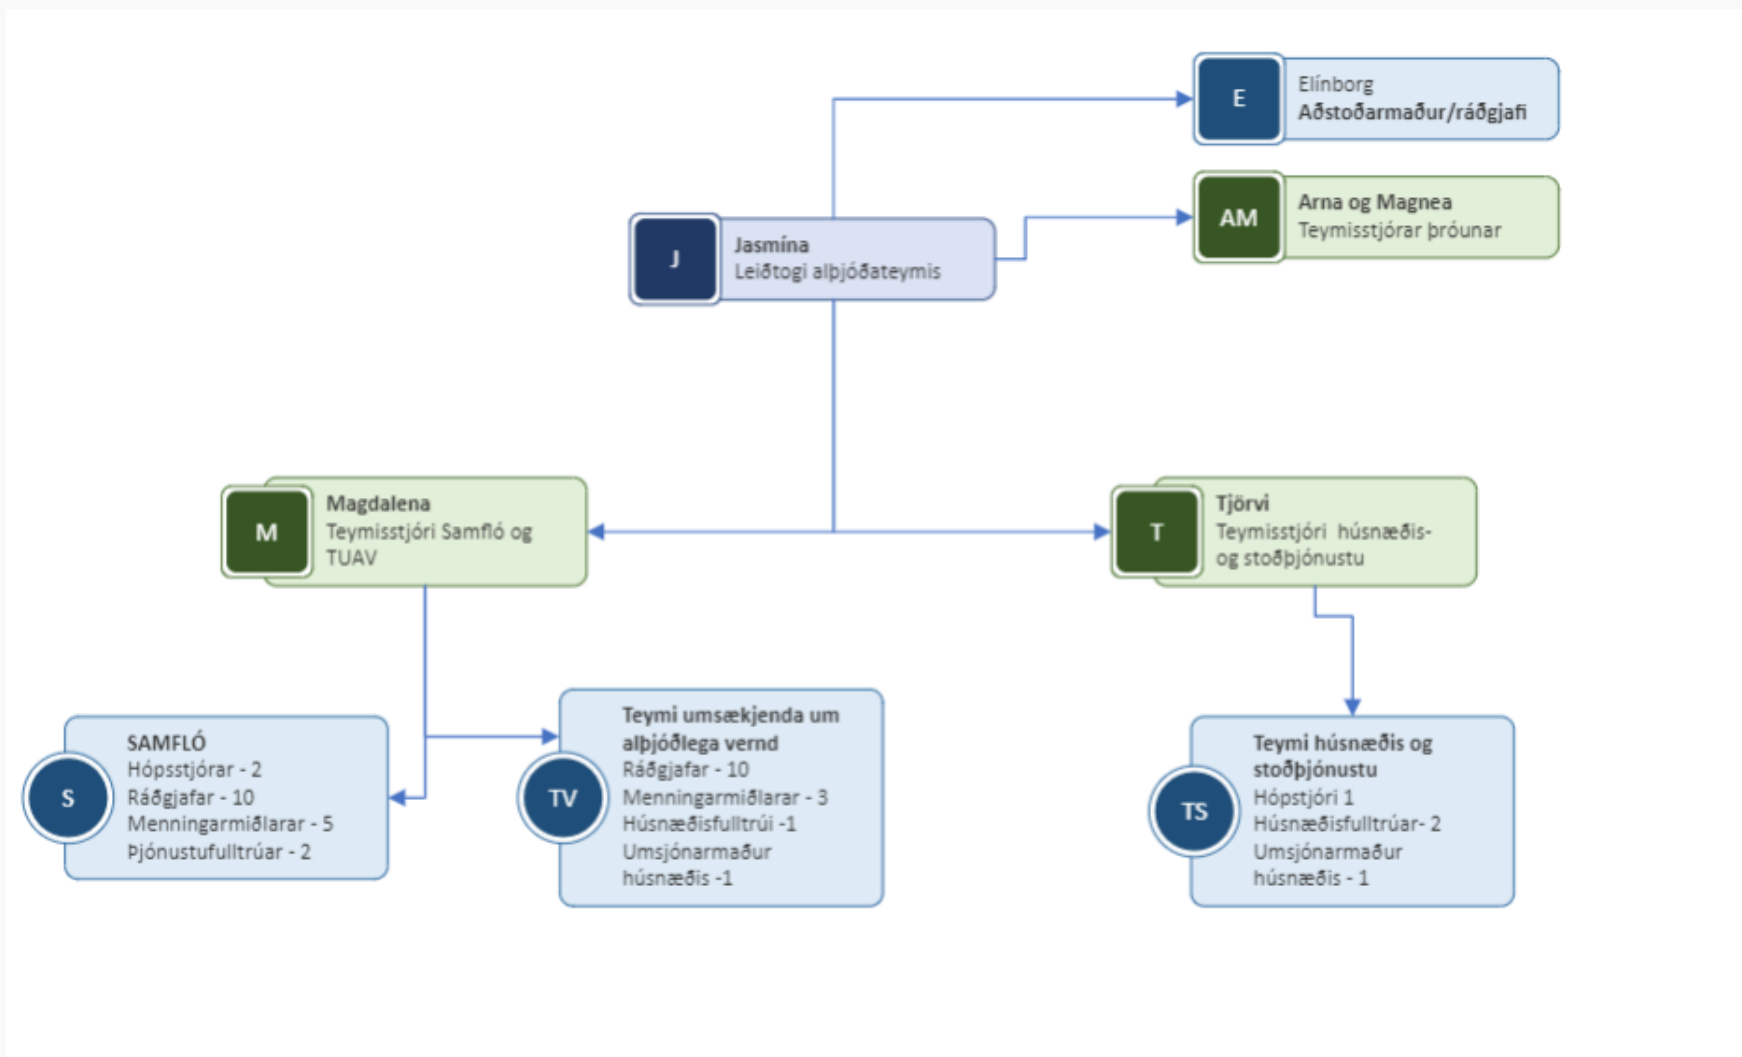 E
Elínborg
Aðstoðarmaður/ráðgjafi
AM
Arna og Magnea
Teymisstjórar þróunar
J
Jasmína
Leiðtogi alþjóðateymis
M
Magdalena
Teymisstjóri Samfló og
TUAV
T
Tjörvi
Teymisstjóri húsnæðis-
og stoðþjónustu
S
SAMFLÓ
Hópsstjórar - 2
Ráðgjafar - 10
Menningarmiðlarar - 5
Þjónustufulltrúar - 2
TV
Teymi umsækjenda um
alþjóðlega vernd
Ráðgjafar - 10
Menningarmiðlarar - 3
Húsnæðisfulltrúi -1
Umsjónarmaður
húsnæðis -1
TS
Teymi húsnæðis og
stoðþjónustu
Hópstjóri 1
Húsnæðisfulltrúar- 2
Umsjónarmaður
húsnæðis - 1